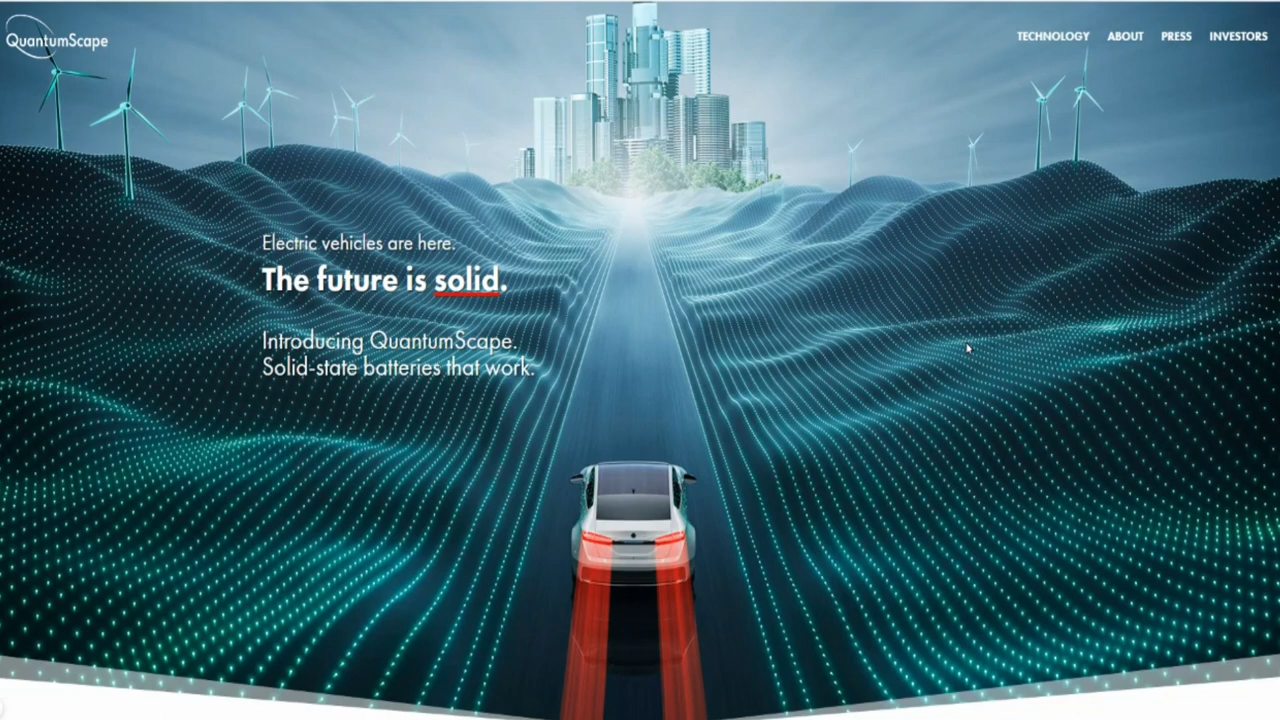 QuantumScape
TECHNOLOGY ABOUT PRESS INVESTORS
Electric vehicles are here.
The future is solid.
Introducing QuantumScape.
Solid-state batteries that work.